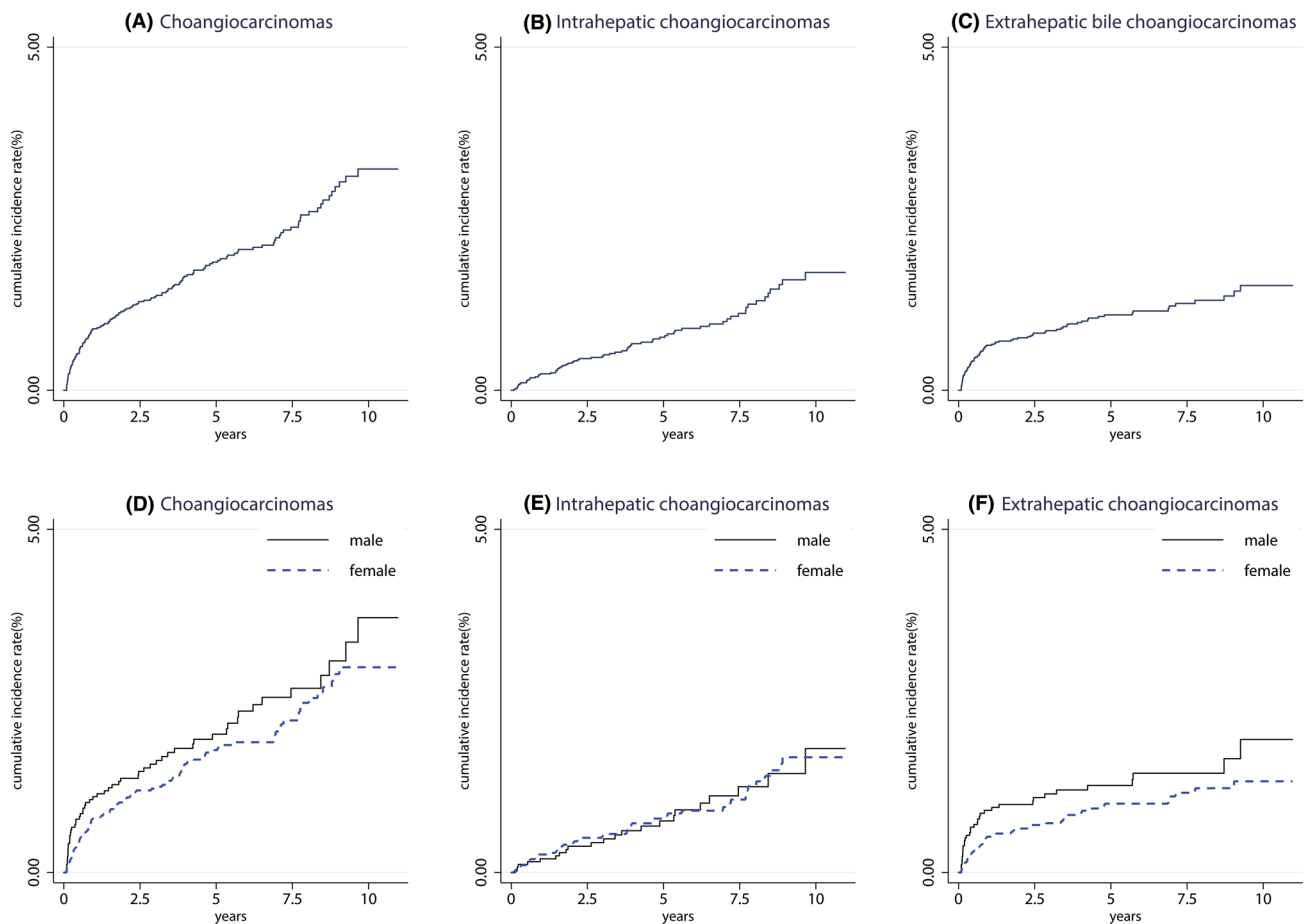 (A) Choangiocarcinomas
5.00
cumulative incidence rate(%)
0.00
0 2.5 5 7.5 10
years
(B) Intrahepatic choangiocarcinomas
5.00
cumulative incidence rate(%)
0.00
0 2.5 5 7.5 10
years
(C) Extrahepatic bile choangiocarcinomas
5.00
cumulative incidence rate(%)
0.00
0 2.5 5 7.5 10
years
(D) Choangiocarcinomas
5.00
male
female
cumulative incidence rate(%)
0.00
0 2.5 5 7.5 10
years
(E) Intrahepatic choangiocarcinomas
5.00
male
female
cumulative incidence rate(%)
0.00
0 2.5 5 7.5 10
years
(F) Extrahepatic choangiocarcinomas
5.00
male
female
cumulative incidence rate(%)
0.00
0 2.5 5 7.5 10
years